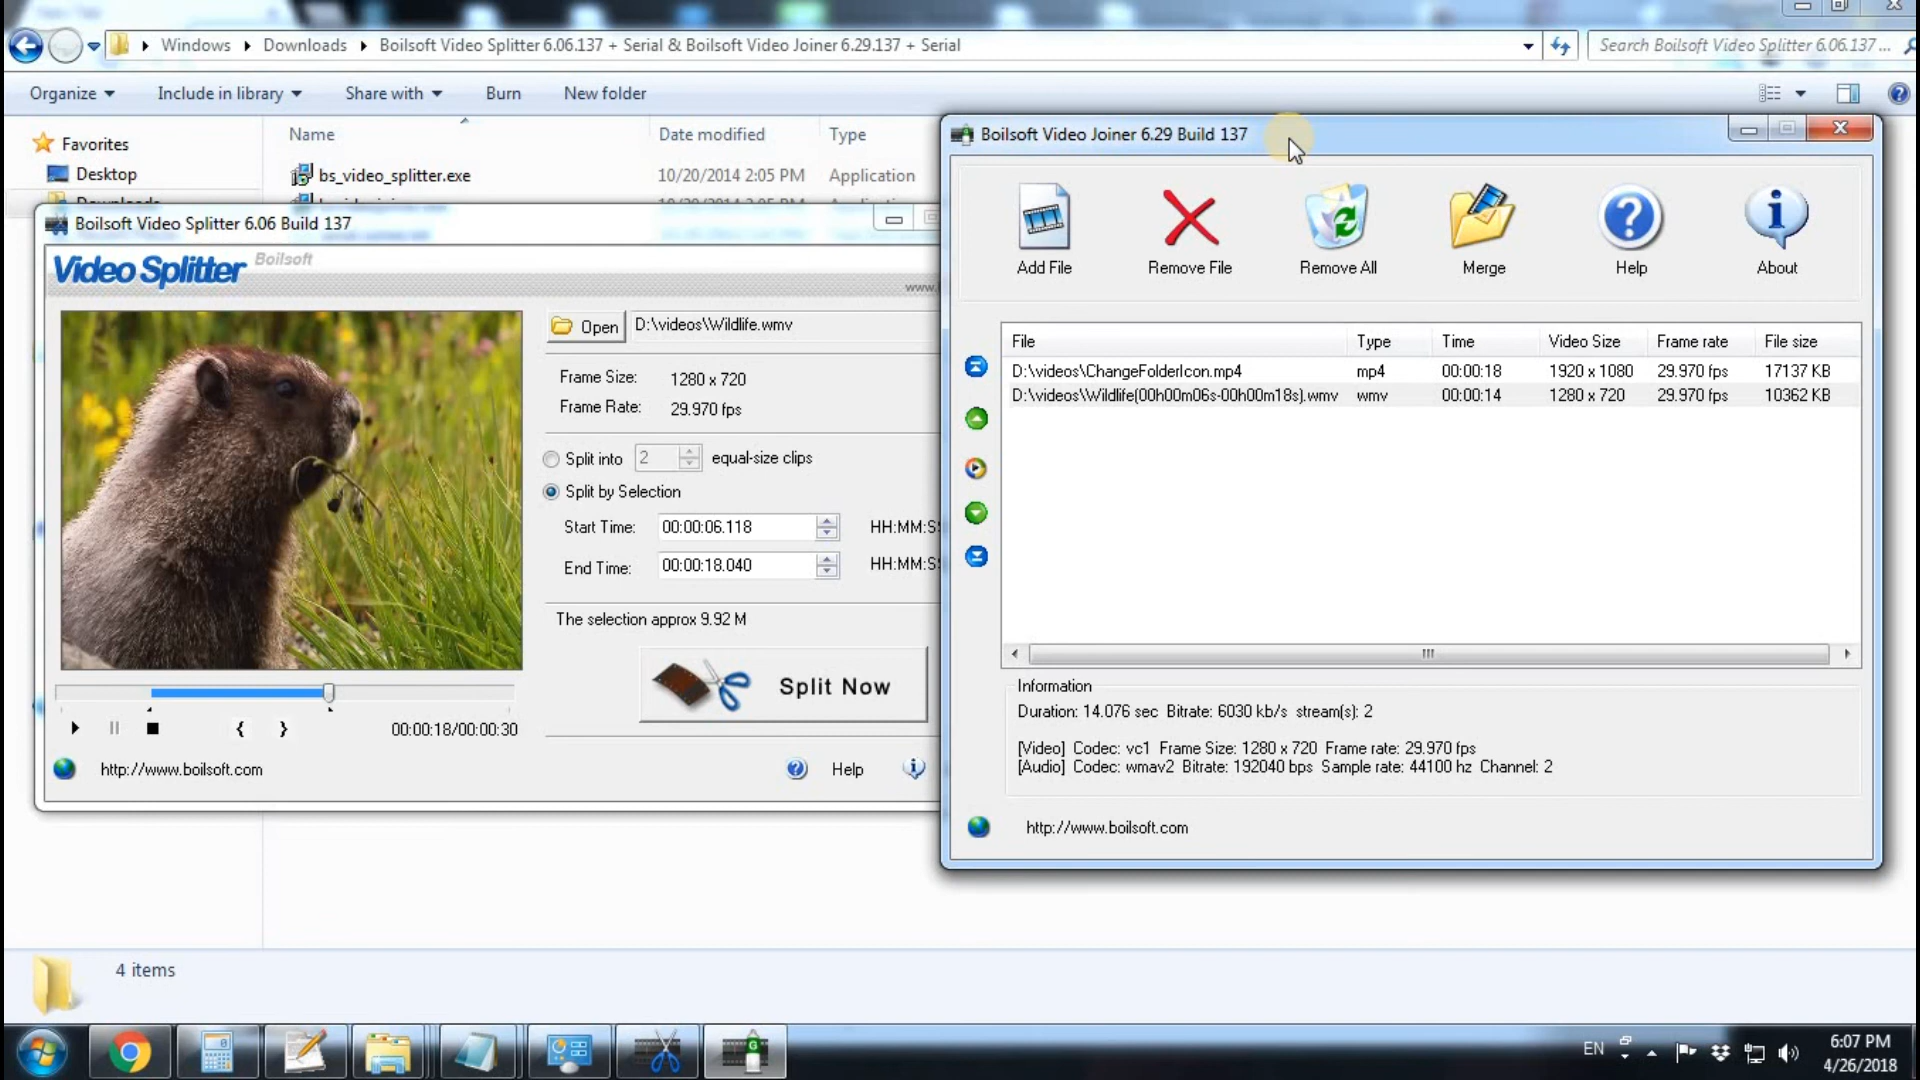 Windows
Downloads
Boilsoft Video Splitter 6.06.137 + Serial & Boilsoft Video Joiner 6.29.137 + Serial
Search Boilsoft Video Splitter 6.06.137 ...
Organize
Include in library
Share with
Burn
New folder
Favorites
Desktop
Downloads
Name
Date modified
Type
bs_video_splitter.exe
10/20/2014 2:05 PM
Application
Boilsoft Video Splitter 6.06 Build 137
Video Splitter Boilsoft
www.
Open
D:\videos\Wildlife.wmv
Frame Size: 1280 x 720
Frame Rate: 29.970 fps
Split into 2 equal-size clips
Split by Selection
Start Time: 00:00:06.118 HH:MM:S
End Time: 00:00:18.040 HH:MM:S
The selection approx 9.92 M
Split Now
{ } 00:00:18/00:00:30
http://www.boilsoft.com
Help
Boilsoft Video Joiner 6.29 Build 137
Add File
Remove File
Remove All
Merge
Help
About
File Type Time Video Size Frame rate File size
D:\videos\ChangeFolderIcon.mp4 mp4 00:00:18 1920 x 1080 29.970 fps 17137 KB
D:\videos\Wildlife(00h00m06s-00h00m18s).wmv wmv 00:00:14 1280 x 720 29.970 fps 10362 KB
Information
Duration: 14.076 sec Bitrate: 6030 kb/s stream(s): 2
[Video] Codec: vc1 Frame Size: 1280 x 720 Frame rate: 29.970 fps
[Audio] Codec: wmav2 Bitrate: 192040 bps Sample rate: 44100 hz Channel: 2
http://www.boilsoft.com
4 items
EN
6:07 PM
4/26/2018